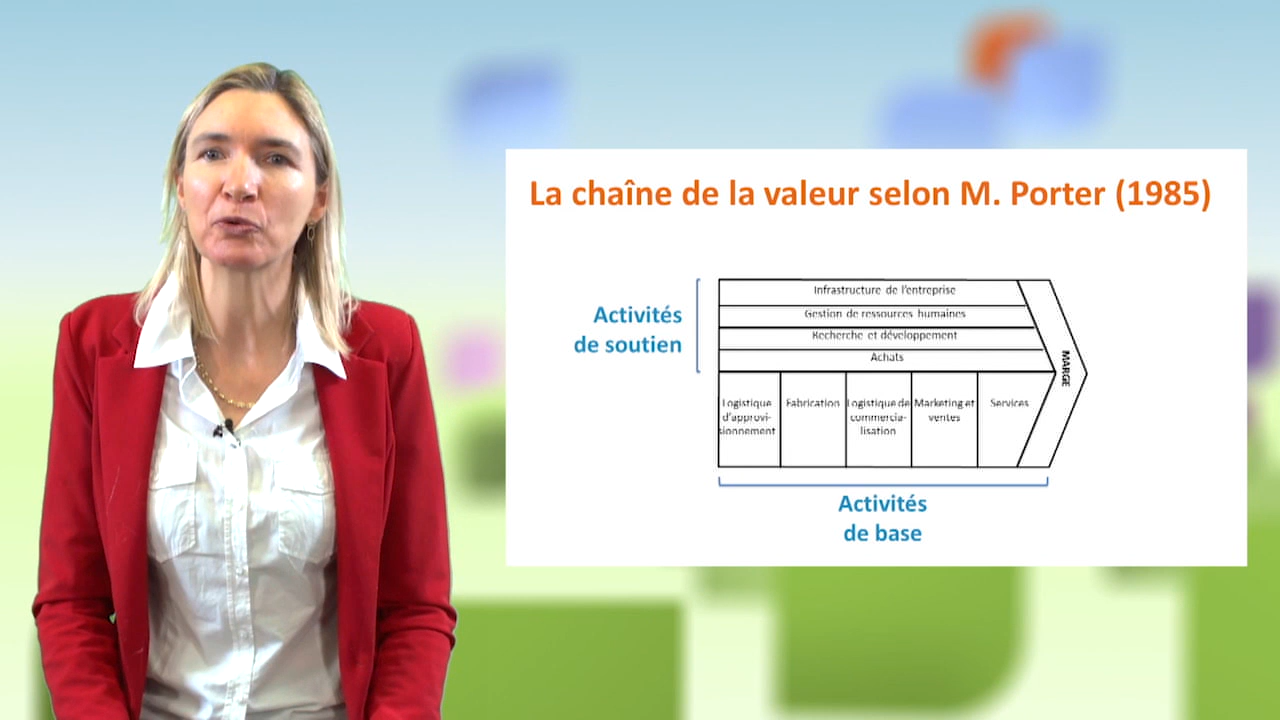 La chaîne de la valeur selon M. Porter (1985)
Activités
de soutien
Infrastructure de l'entreprise
Gestion de ressources humaines
Recherche et développement
Achats
MARGE
Logistique
d'approvi-
sionnement
Fabrication
Logistique de
commercia-
lisation
Marketing et
ventes
Services
Activités
de base